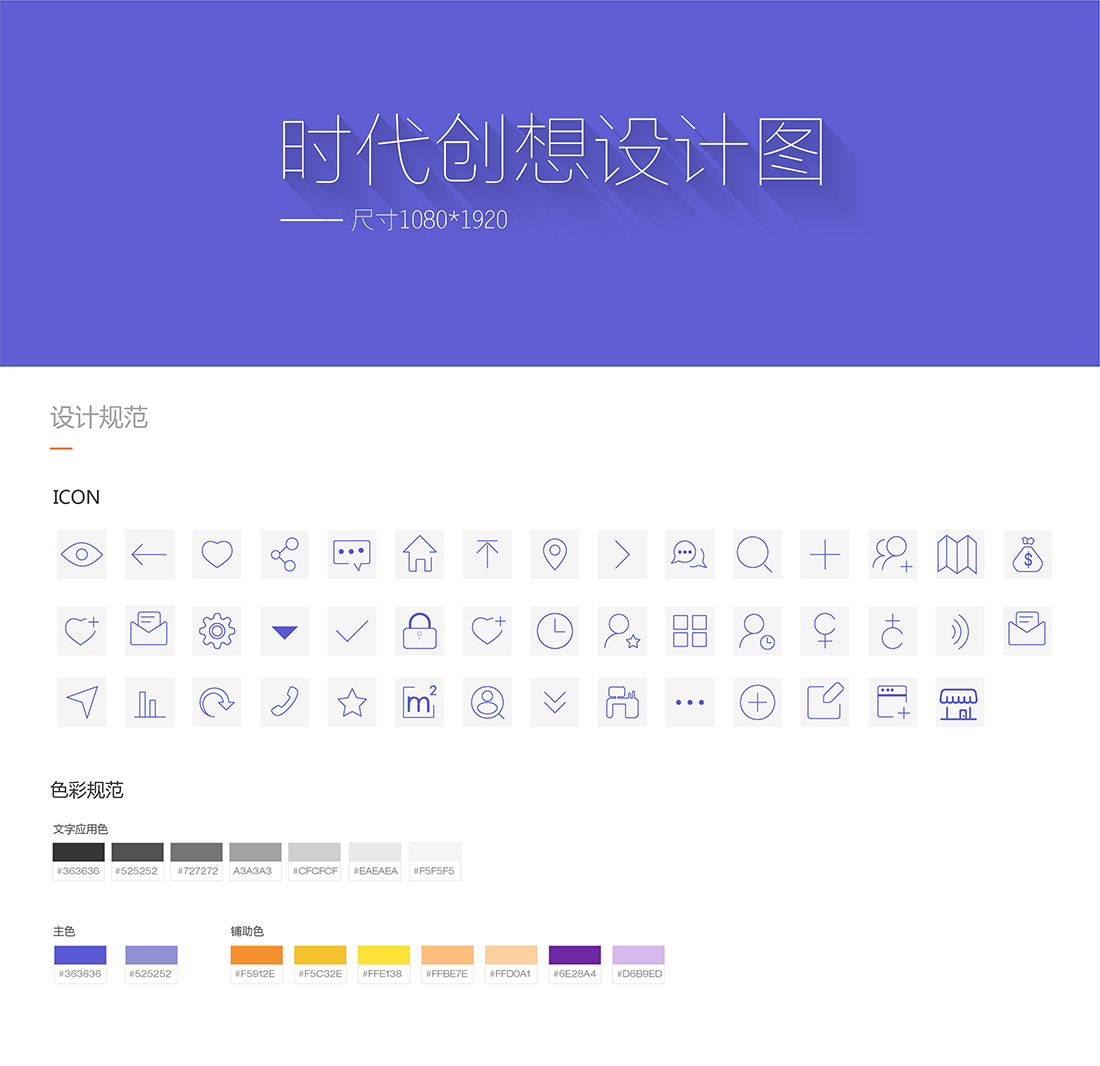 时代创想设计图
尺寸1080*1920
设计规范
ICON
$
m²
色彩规范
文字应用色
#363636 #525252 #727272 A3A3A3 #CFCFCF #EAEAEA #F5F5F5
主色 铺助色
#363636 #525252 #F5912E #F5C32E #FFE138 #FFBE7E #FFD0A1 #6E28A4 #D6B9ED